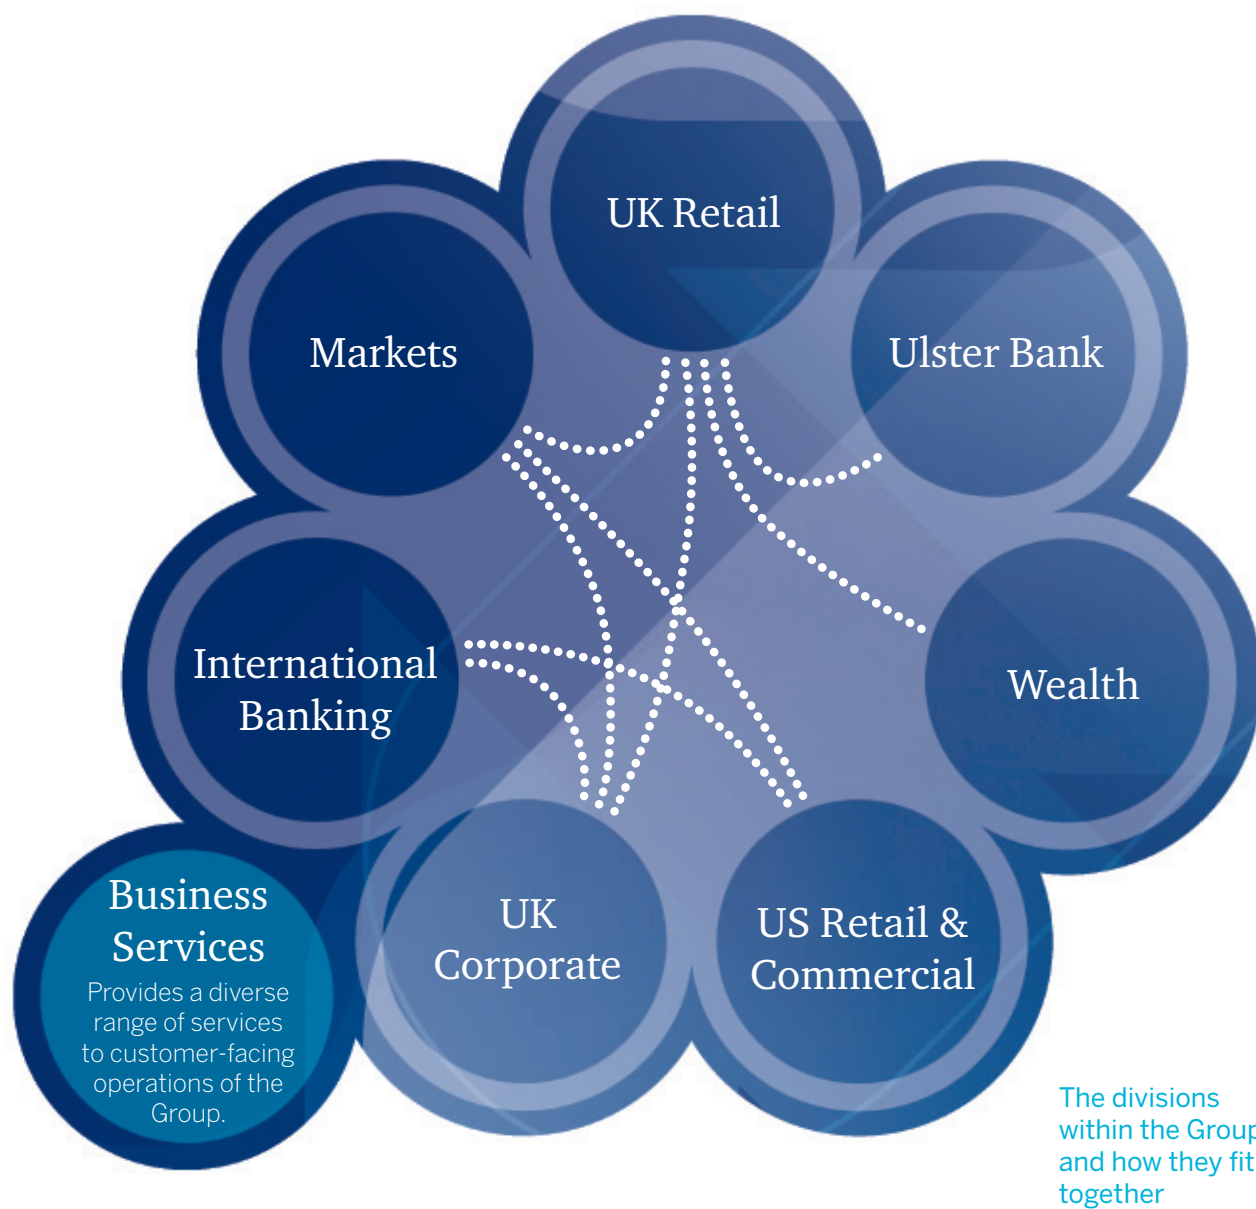 UK Retail
Markets
Ulster Bank
International
Banking
Wealth
Business
Services
Provides a diverse
range of services
to customer-facing
operations of the
Group.
UK
Corporate
US Retail &
Commercial
The divisions
within the Group
and how they fit
together